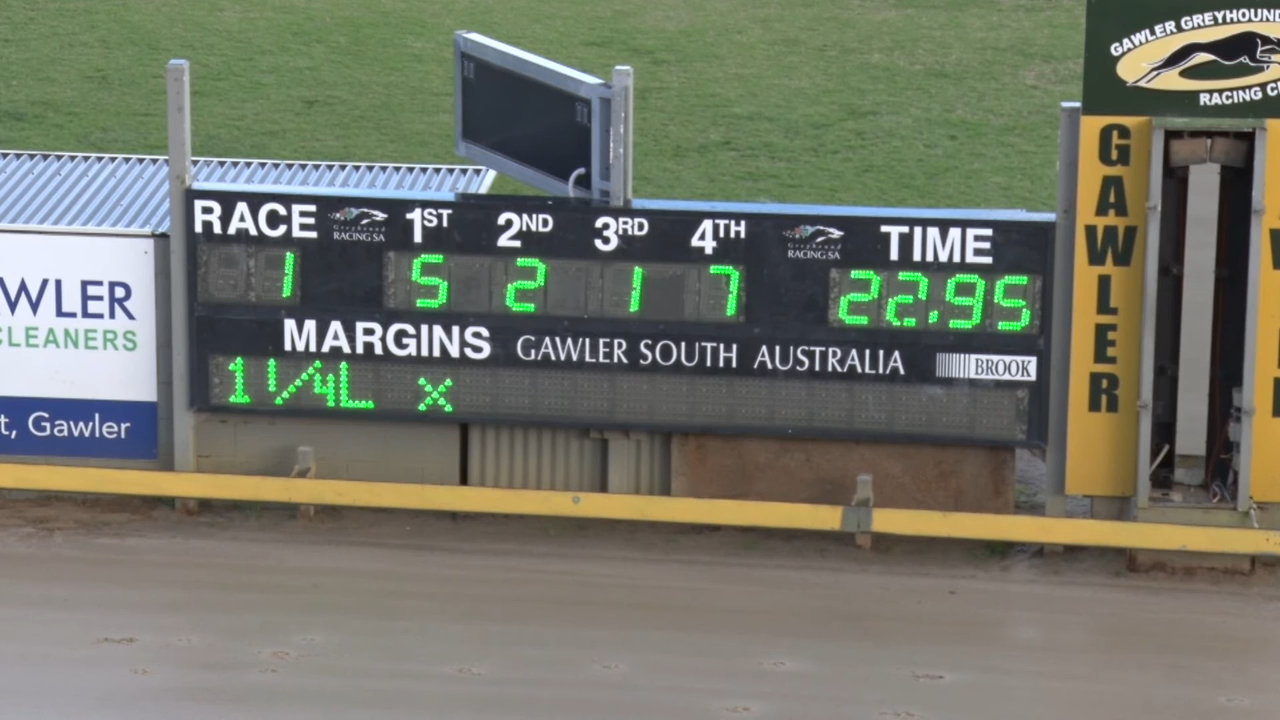 GAWLER GREYHOUND
RACING
GAWLER
RACE 1ST 2ND 3RD 4TH TIME
Greyhound RACING SA
Greyhound RACING SA
1 5 2 1 7 22.95
MARGINS GAWLER SOUTH AUSTRALIA BROOK
1 1/4L x
CLEANERS
t, Gawler